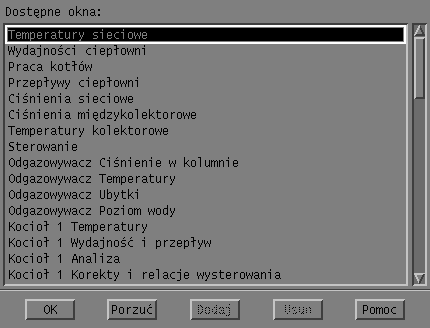 Dostępne okna:
Temperatury sieciowe
Wydajności ciepłowni
Praca kotłów
Przepływy ciepłowni
Ciśnienia sieciowe
Ciśnienia międzykolektorowe
Temperatury kolektorowe
Sterowanie
Odgazowywacz Ciśnienie w kolumnie
Odgazowywacz Temperatury
Odgazowywacz Ubytki
Odgazowywacz Poziom wody
Kocioł 1 Temperatury
Kocioł 1 Wydajność i przepływ
Kocioł 1 Analiza
Kocioł 1 Korekty i relacje wysterowania
OK Porzuć Dodaj Usun Pomoc